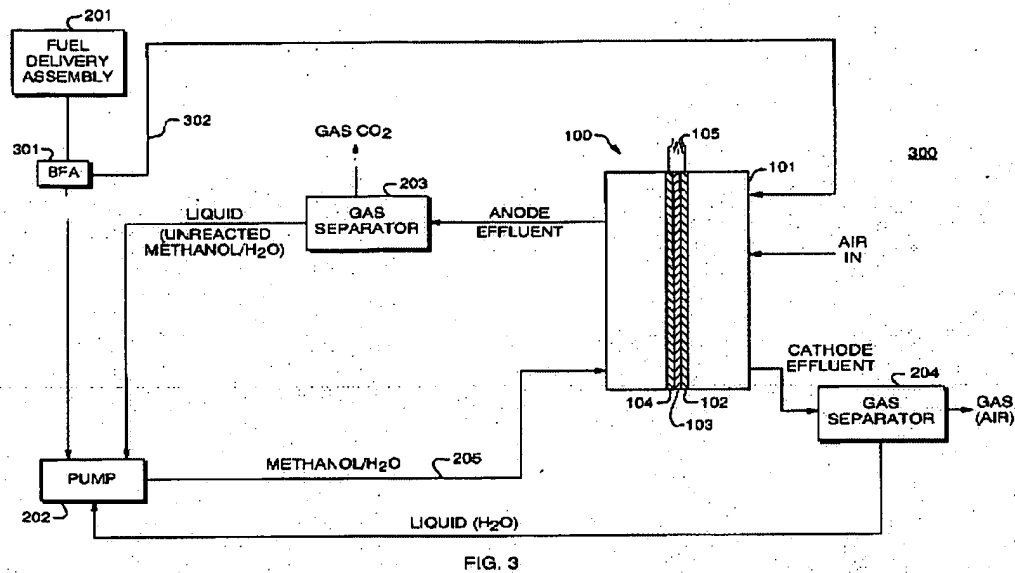 201
FUEL
DELIVERY
ASSEMBLY
302
301
BFA
GAS CO2
203
GAS
SEPARATOR
LIQUID
(UNREACTED
METHANOL/H2O)
ANODE
EFFLUENT
100
105
101
300
AIR
IN
CATHODE
EFFLUENT
204
GAS
SEPARATOR
GAS
(AIR)
104
102
103
PUMP
202
METHANOL/H2O
205
LIQUID (H2O)
FIG. 3